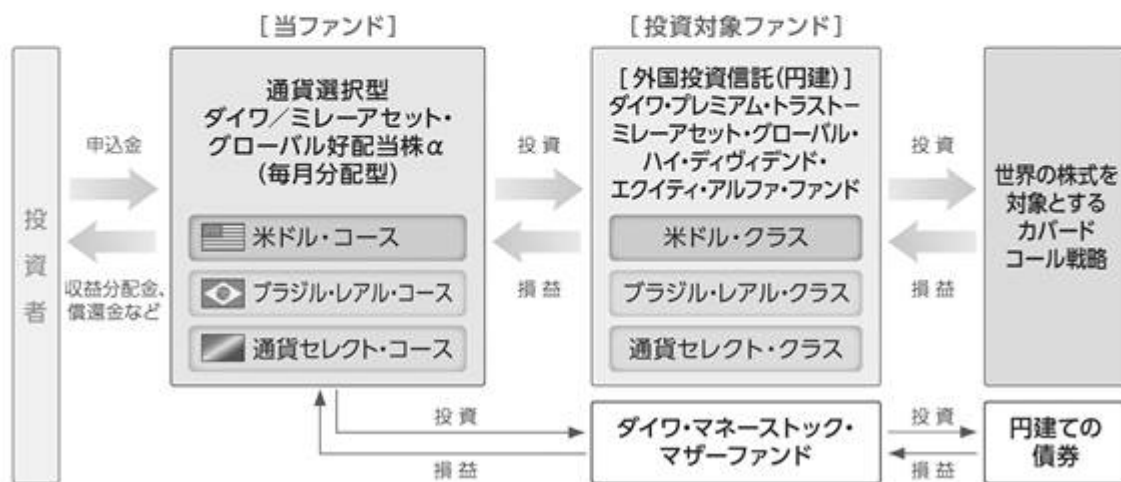 [当ファンド]
[投資対象ファンド]
投資者
申込金
収益分配金、
償還金など
通貨選択型
ダイワ/ミレーアセット・
グローバル好配当株α
(毎月分配型)
米ドル・コース
ブラジル・レアル・コース
通貨セレクト・コース
投資
損益
[外国投資信託(円建)]
ダイワ・プレミアム・トラスト－
ミレーアセット・グローバル・
ハイ・ディヴィデンド・
エクイティ・アルファ・ファンド
米ドル・クラス
ブラジル・レアル・クラス
通貨セレクト・クラス
投資
損益
世界の株式を
対象とする
カバード
コール戦略
投資
損益
ダイワ・マネーストック・
マザーファンド
投資
損益
円建ての
債券